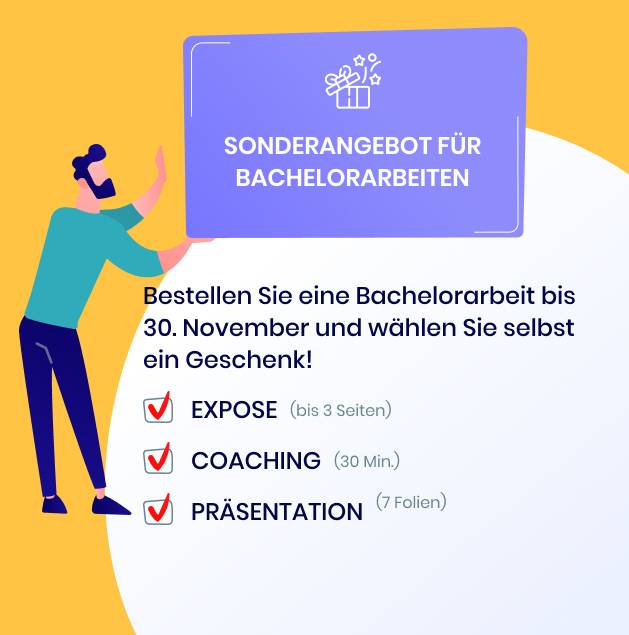 SONDERANGEBOT FÜR
BACHELORARBEITEN
Bestellen Sie eine Bachelorarbeit bis
30. November und wählen Sie selbst
ein Geschenk!
EXPOSE (bis 3 Seiten)
COACHING (30 Min.)
PRÄSENTATION (7 Folien)